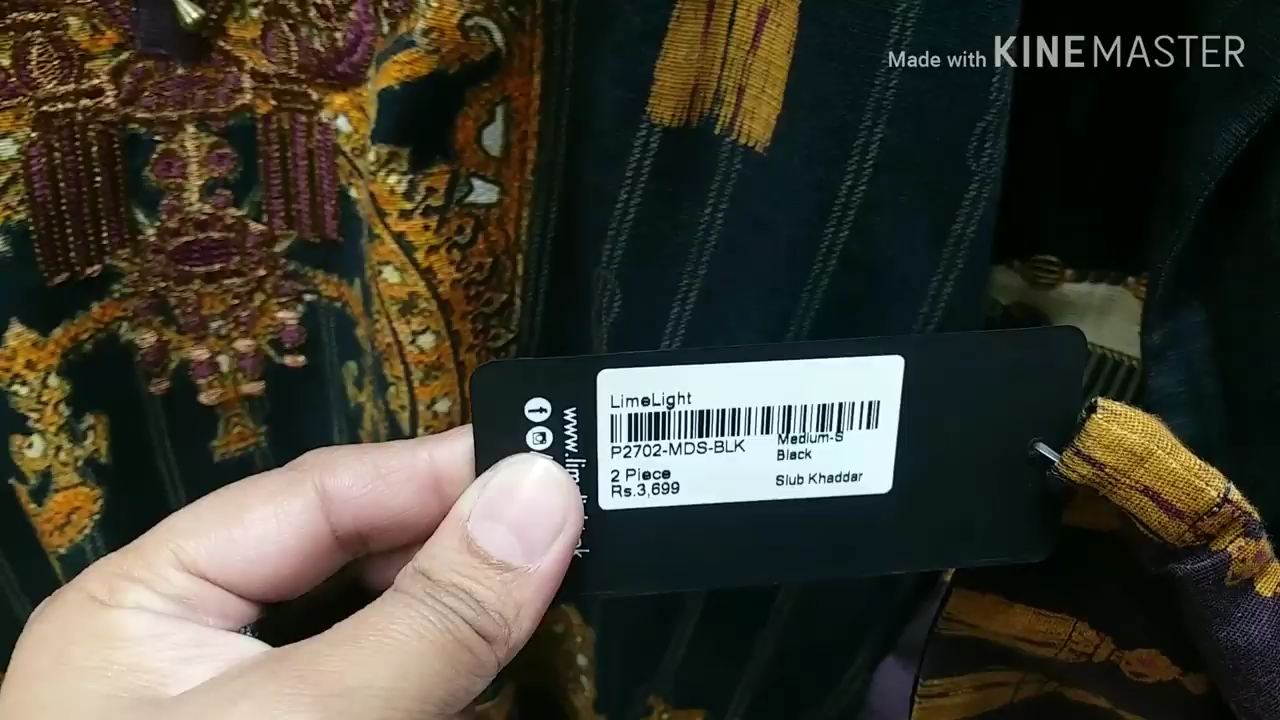 Made with KINEMASTER
LimeLight
P2702-MDS-BLK
Medium-S
Black
2 Piece
Rs.3,699
Slub Khaddar